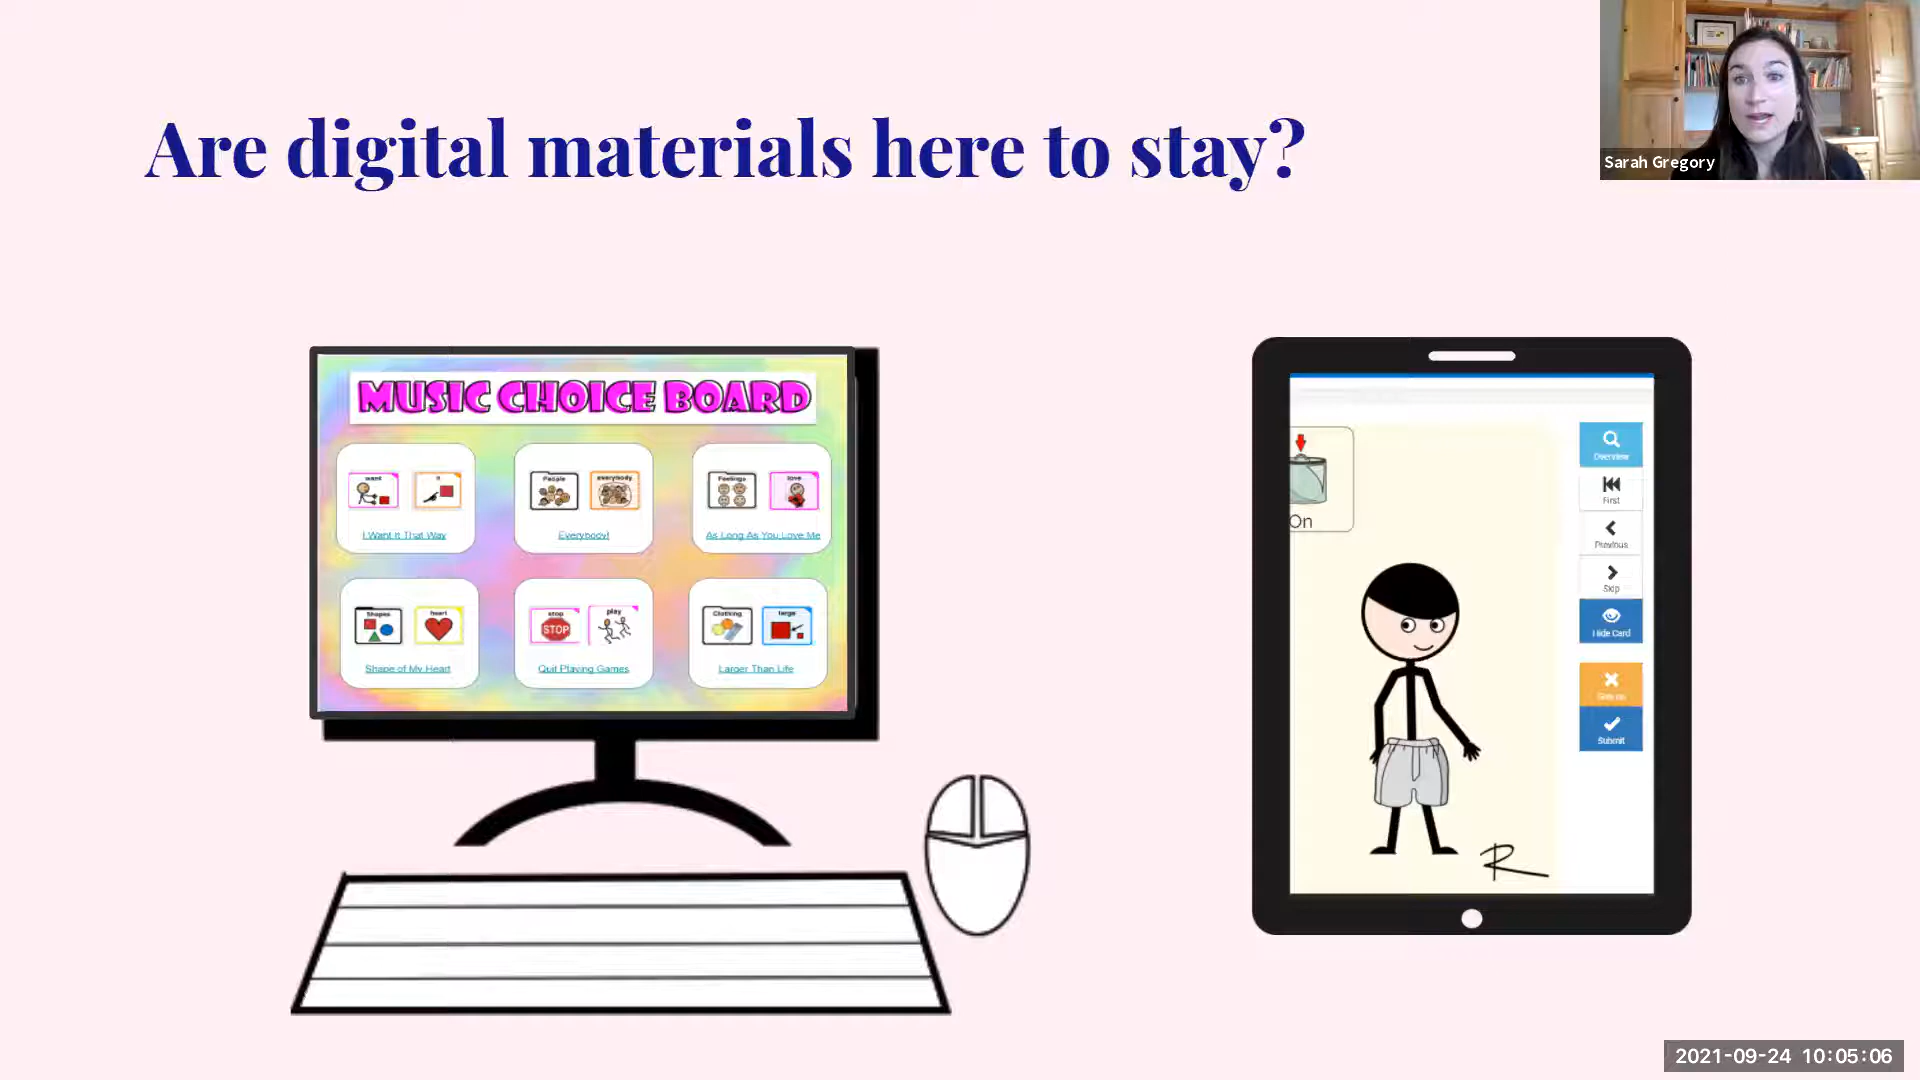 Are digital materials here to stay?
Sarah Gregory
MUSIC CHOICE BOARD
want
it
I Want It That Way
People
everybody
Everybody!
Feelings
love
As Long As You Love Me
Shapes
heart
Shape of My Heart
stop
STOP
play
Quit Playing Games
Clothing
large
Larger Than Life
On
Overview
First
Previous
Skip
Hide Card
Give up
Submit
R
2021-09-24 10:05:06